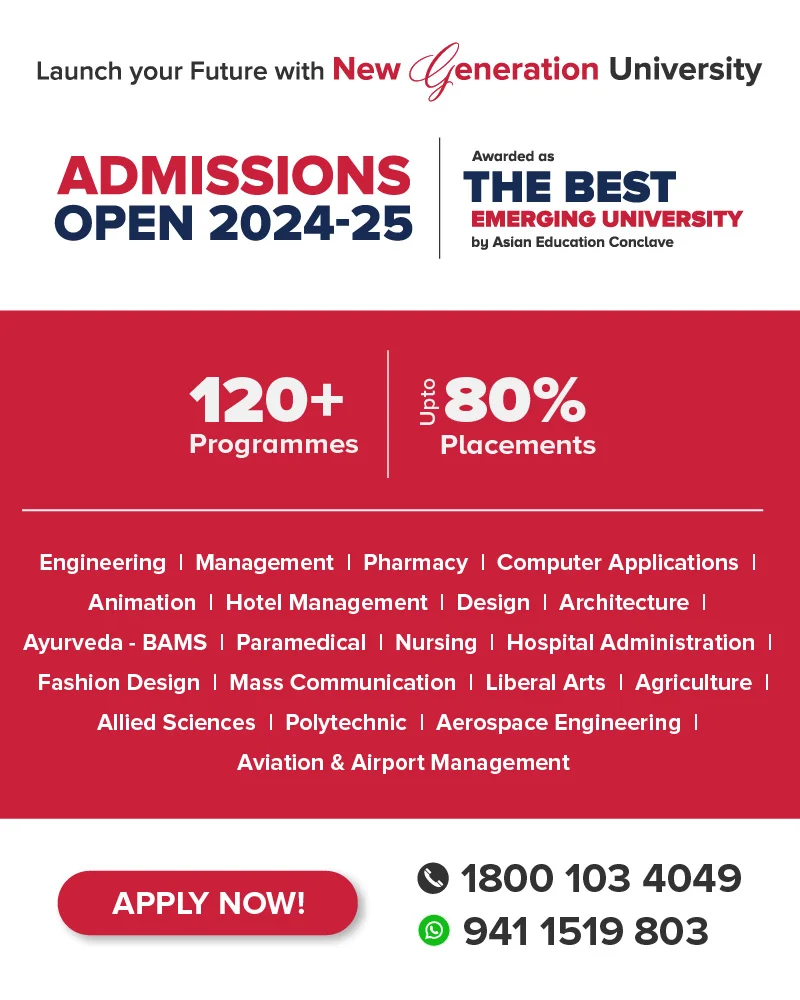 Launch your Future with New Generation University
ADMISSIONS
OPEN 2024-25
Awarded as
THE BEST
EMERGING UNIVERSITY
by Asian Education Conclave
120+
Programmes
Upto 80%
Placements
Engineering | Management | Pharmacy | Computer Applications |
Animation | Hotel Management | Design | Architecture |
Ayurveda - BAMS | Paramedical | Nursing | Hospital Administration |
Fashion Design | Mass Communication | Liberal Arts | Agriculture |
Allied Sciences | Polytechnic | Aerospace Engineering |
Aviation & Airport Management
APPLY NOW!
1800 103 4049
941 1519 803